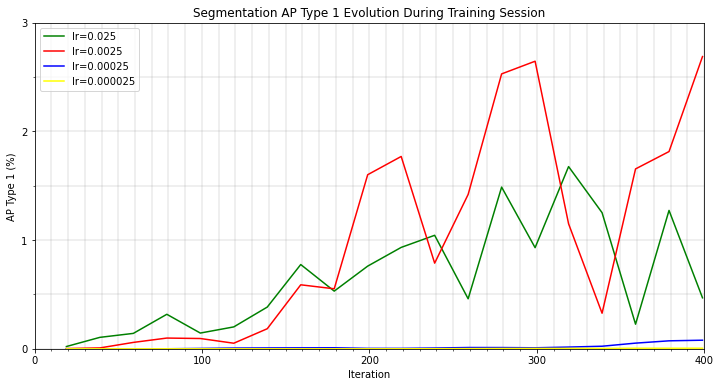 Segmentation AP Type 1 Evolution During Training Session
lr=0.025
lr=0.0025
lr=0.00025
lr=0.000025
AP Type 1 (%)
3
2
1
0
0 100 200 300 400
Iteration